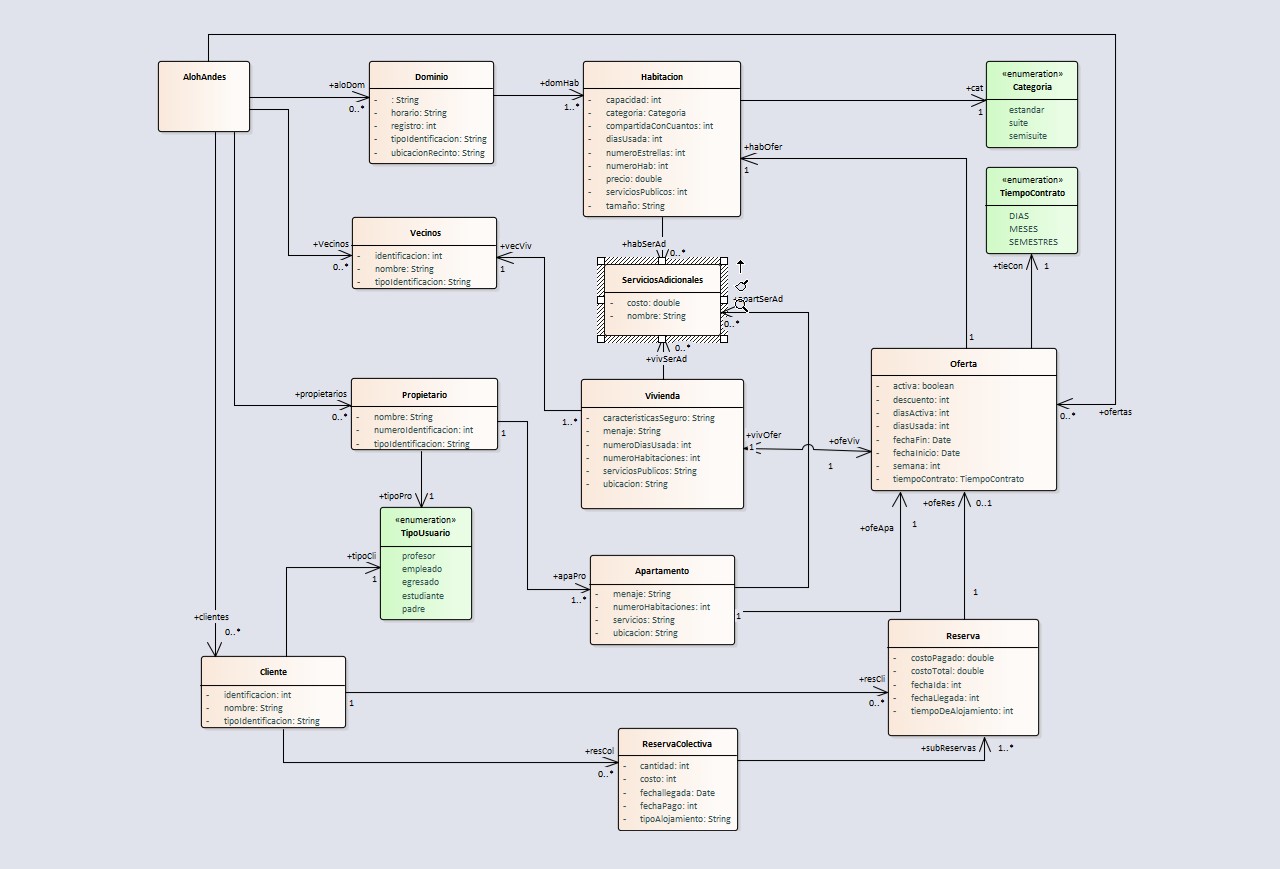 AlohAndes
+aloDom
0..*
Dominio
- : String
- horario: String
- registro: int
- tipoIdentificacion: String
- ubicacionRecinto: String
+domHab
1..*
Habitacion
- capacidad: int
- categoria: Categoria
- compartidaConCuantos: int
- diasUsada: int
- numeroEstrellas: int
- numeroHab: int
- precio: double
- serviciosPublicos: int
- tamaño: String
+cat
1
«enumeration»
Categoria
estandar
suite
semisuite
+habOfer
1
«enumeration»
TiempoContrato
DIAS
MESES
SEMESTRES
+tieCon
1
+Vecinos
0..*
Vecinos
- identificacion: int
- nombre: String
- tipoIdentificacion: String
+vecViv
1
+habSerAd
0..*
ServiciosAdicionales
- costo: double
- nombre: String
partSerAd
0..*
0..*
+vivSerAd
1
Oferta
- activa: boolean
- descuento: int
- diasActiva: int
- diasUsada: int
- fechaFin: Date
- fechaInicio: Date
- semana: int
- tiempoContrato: TiempoContrato
0..*
+ofertas
+propietarios
0..*
Propietario
- nombre: String
- numeroIdentificacion: int
- tipoIdentificacion: String
1
1..*
Vivienda
- caracteristicasSeguro: String
- menaje: String
- numeroDiasUsada: int
- numeroHabitaciones: int
- serviciosPublicos: String
- ubicacion: String
+vivOfer
1
+ofeViv
1
+tipoPro
1
«enumeration»
TipoUsuario
profesor
empleado
egresado
estudiante
padre
+ofeRes
0..1
+ofeApa
1
+tipoCli
1
+apaPro
1..*
Apartamento
- menaje: String
- numeroHabitaciones: int
- servicios: String
- ubicacion: String
1
1
+clientes
0..*
Cliente
- identificacion: int
- nombre: String
- tipoIdentificacion: String
1
Reserva
- costoPagado: double
- costoTotal: double
- fechaIda: int
- fechaLlegada: int
- tiempoDeAlojamiento: int
+resCli
0..*
+subReservas
1..*
+resCol
0..*
ReservaColectiva
- cantidad: int
- costo: int
- fechallegada: Date
- fechaPago: int
- tipoAlojamiento: String